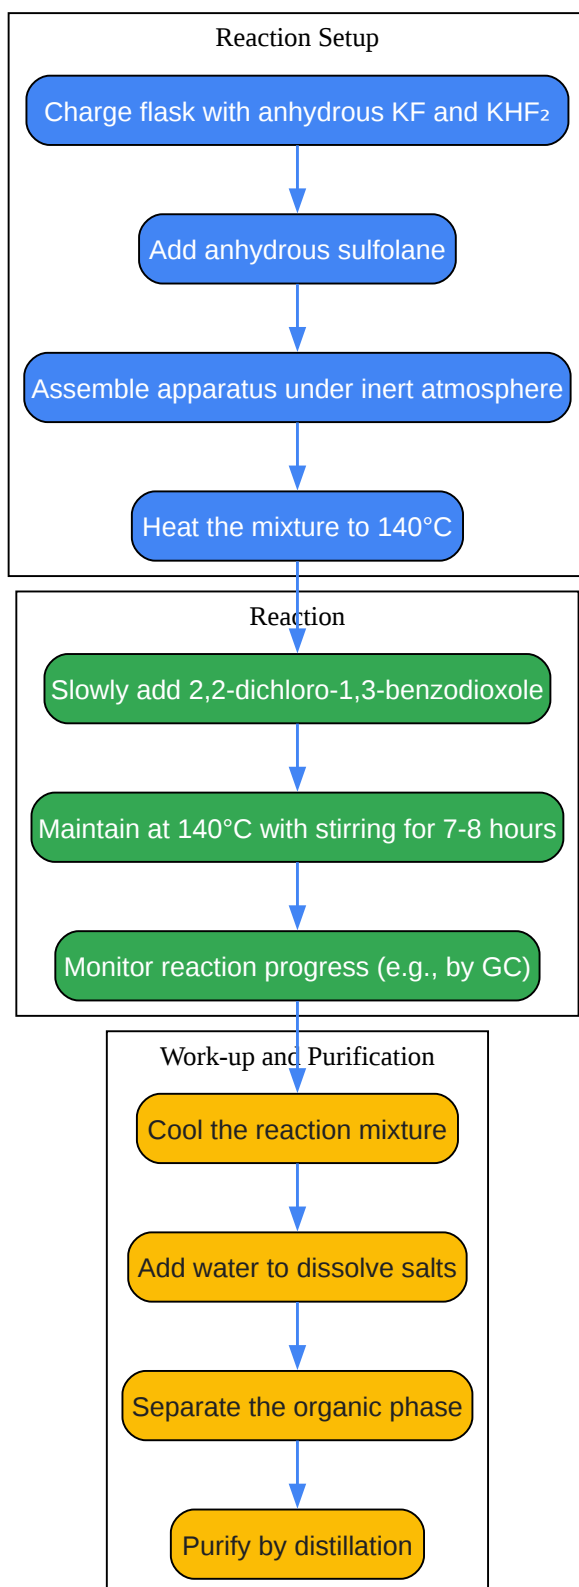 Reaction Setup
Charge flask with anhydrous KF and KHF₂
Add anhydrous sulfolane
Assemble apparatus under inert atmosphere
Heat the mixture to 140°C
Reaction
Slowly add 2,2-dichloro-1,3-benzodioxole
Maintain at 140°C with stirring for 7-8 hours
Monitor reaction progress (e.g., by GC)
Work-up and Purification
Cool the reaction mixture
Add water to dissolve salts
Separate the organic phase
Purify by distillation